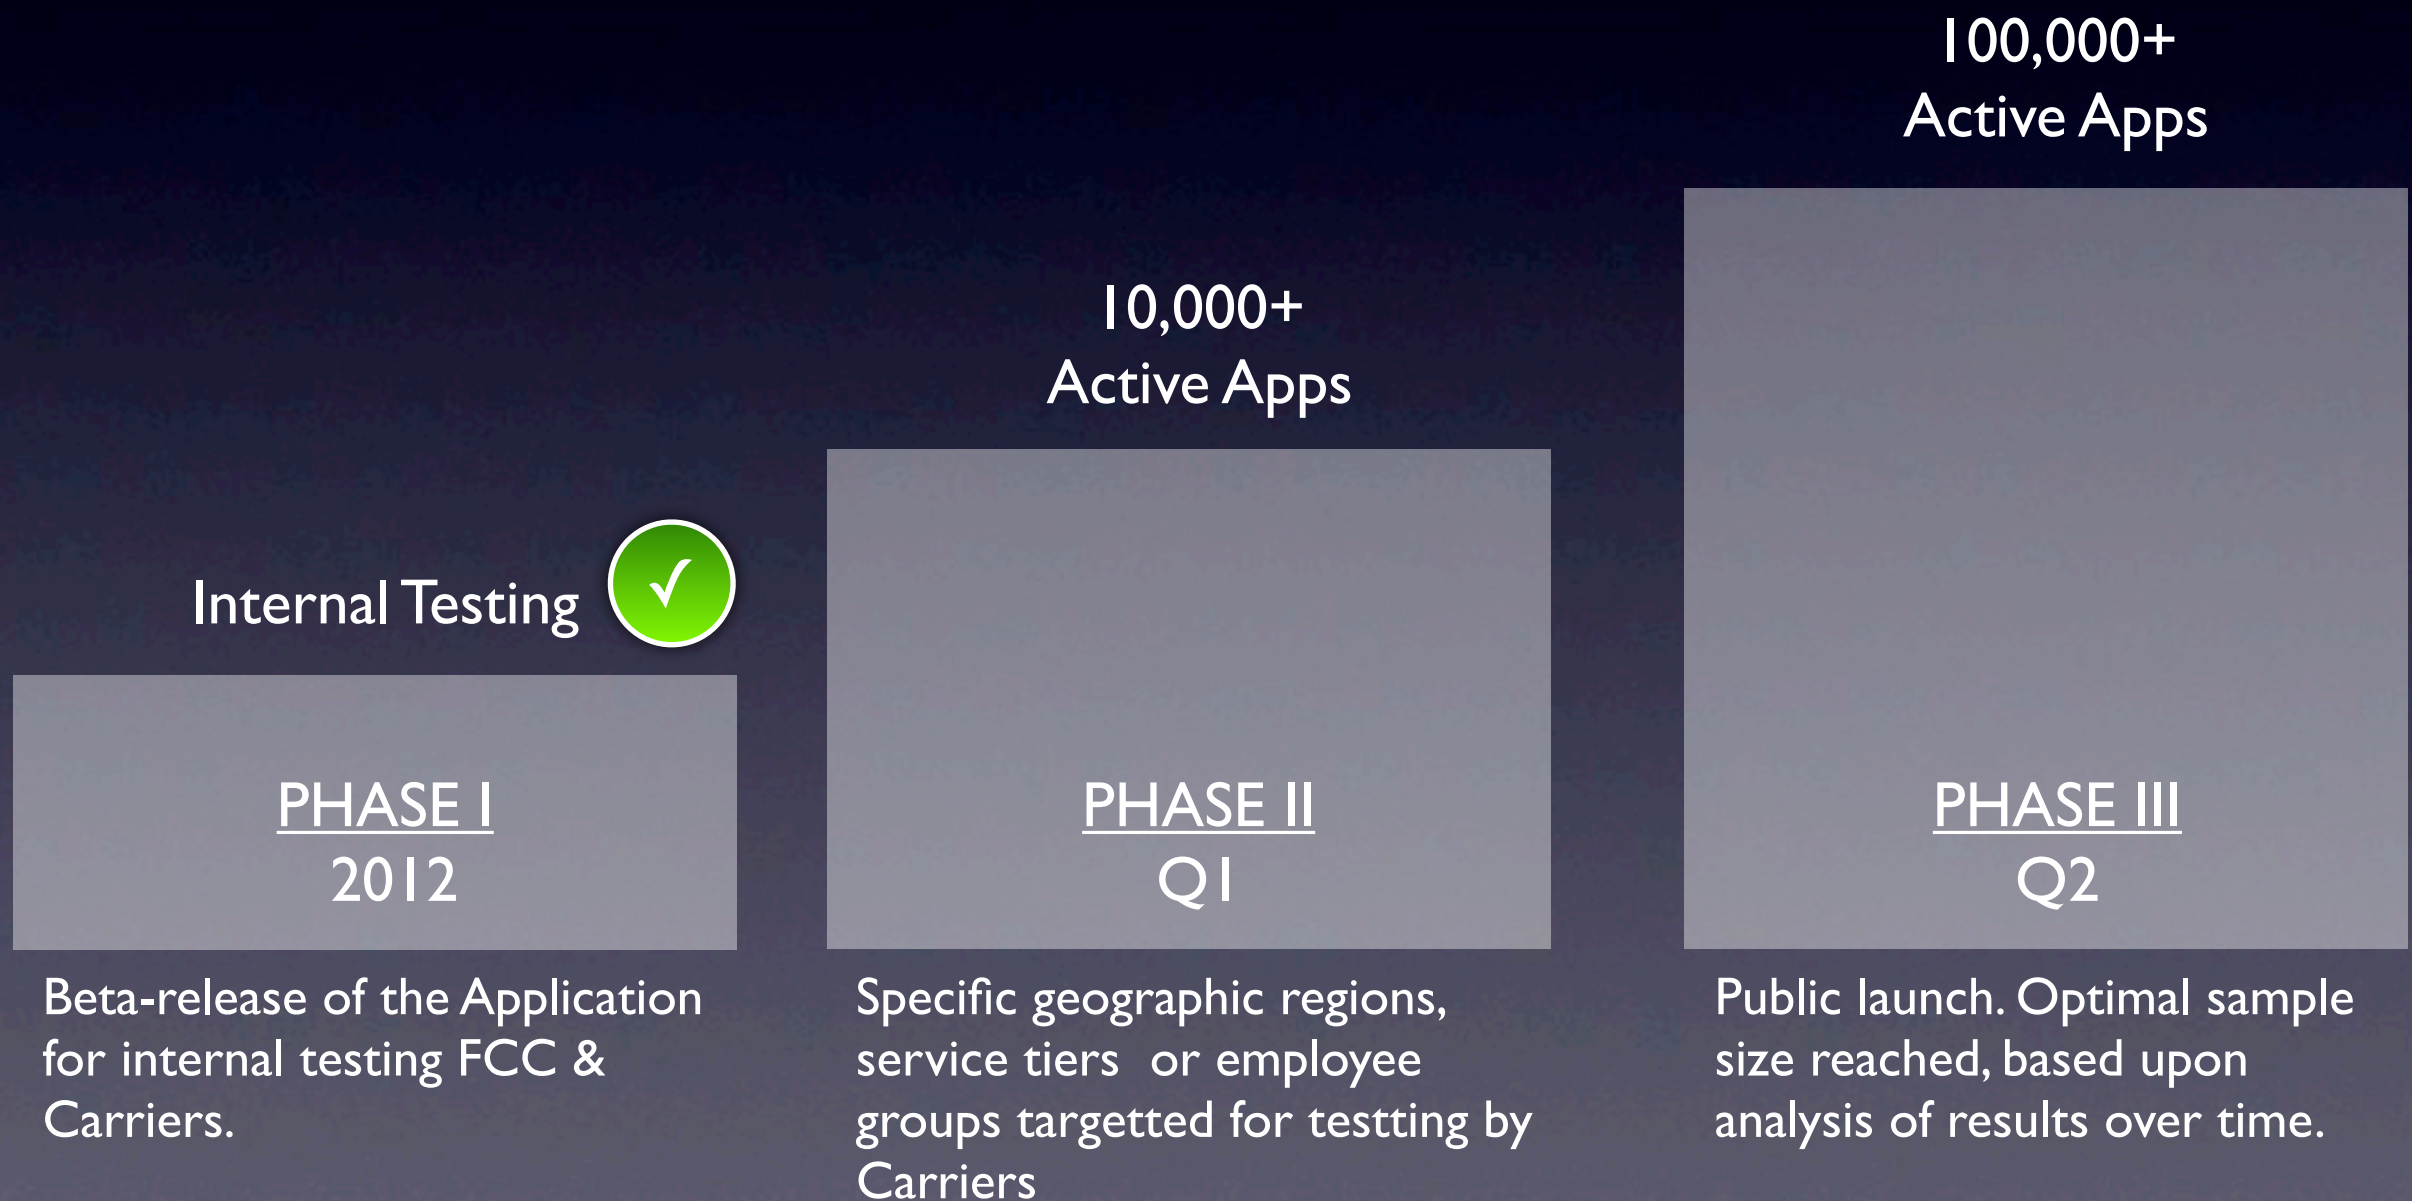 Internal Testing
✓
PHASE I
2012
Beta-release of the Application
for internal testing FCC &
Carriers.
10,000+
Active Apps
PHASE II
Q1
Specific geographic regions,
service tiers  or employee
groups targetted for testting by
Carriers
100,000+
Active Apps
PHASE III
Q2
Public launch. Optimal sample
size reached, based upon
analysis of results over time.